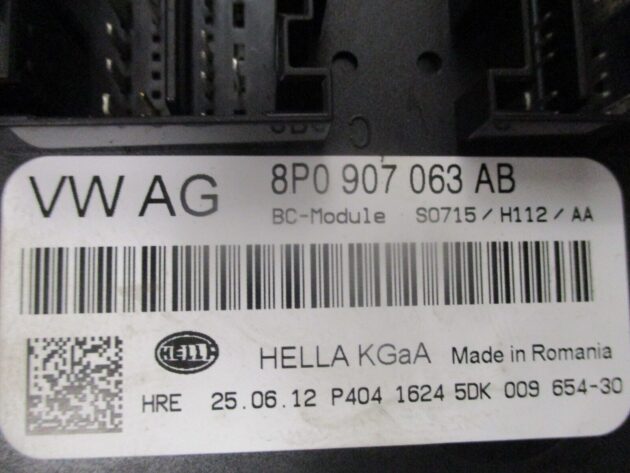 VW AG
8P0 907 063 AB
BC-Module S0715 / H112 / AA
HELLA
HELLA KGaA Made in Romania
HRE 25.06.12 P404 1624 5DK 009 654-30